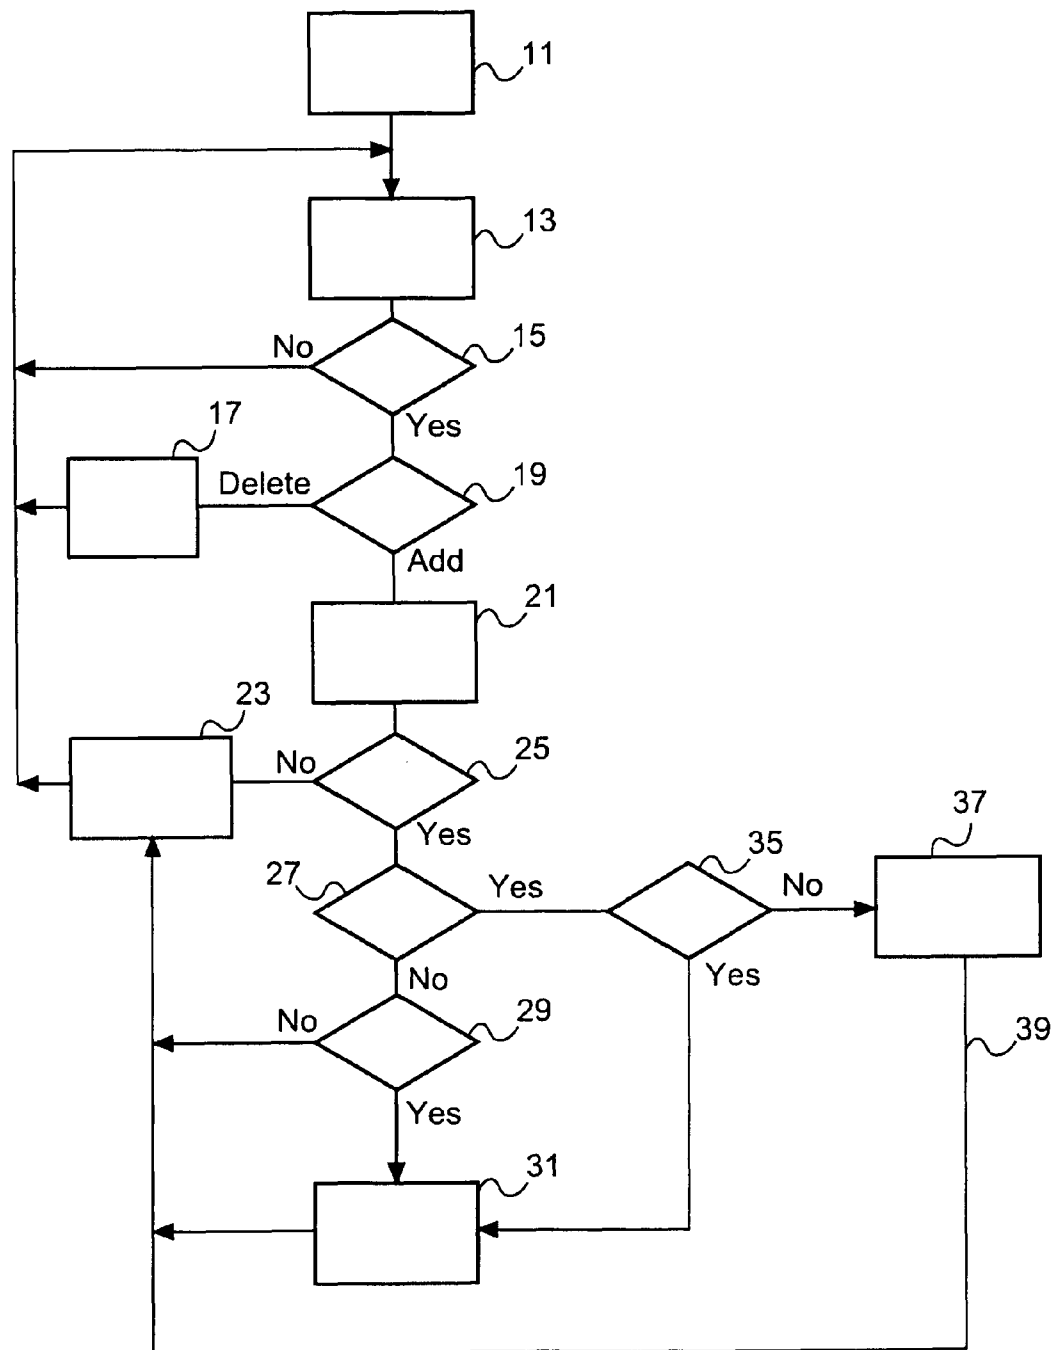 11
13
No
15
Yes
17
Delete
19
Add
21
23
No
25
Yes
27
Yes
35
No
37
No
Yes
No
29
39
Yes
31